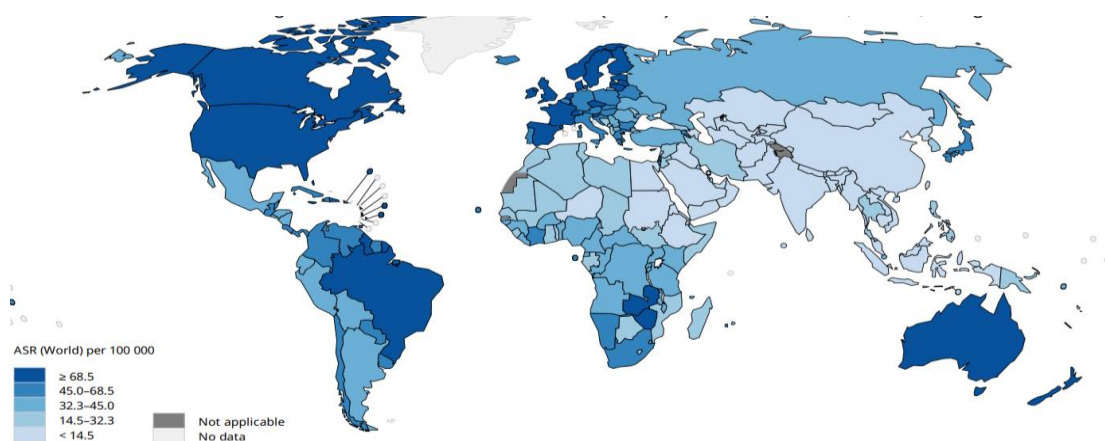 ASR (World) per 100 000
≥ 68.5
45.0–68.5
32.3–45.0
14.5–32.3
< 14.5
Not applicable
No data